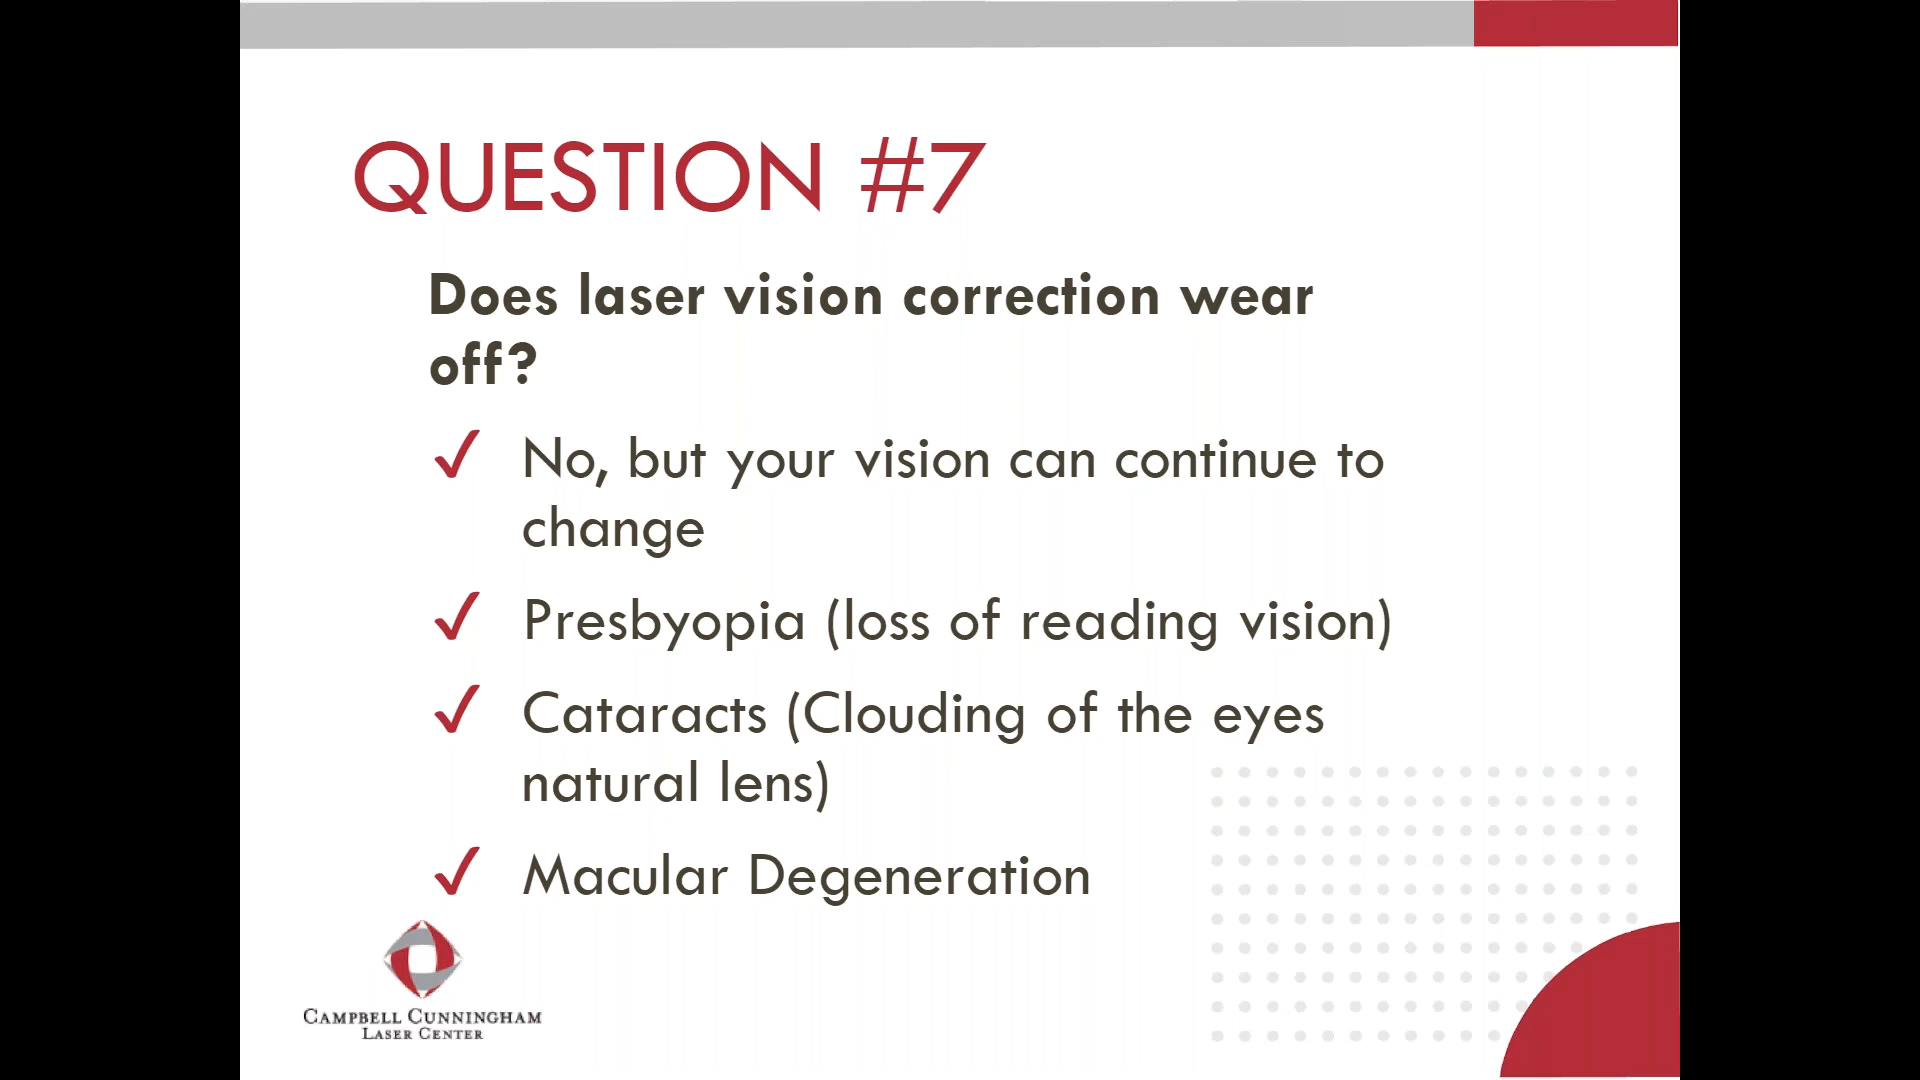 QUESTION #7
Does laser vision correction wear
off?
✓ No, but your vision can continue to
change
✓ Presbyopia (loss of reading vision)
✓ Cataracts (Clouding of the eyes
natural lens)
✓ Macular Degeneration
CAMPBELL CUNNINGHAM
LASER CENTER